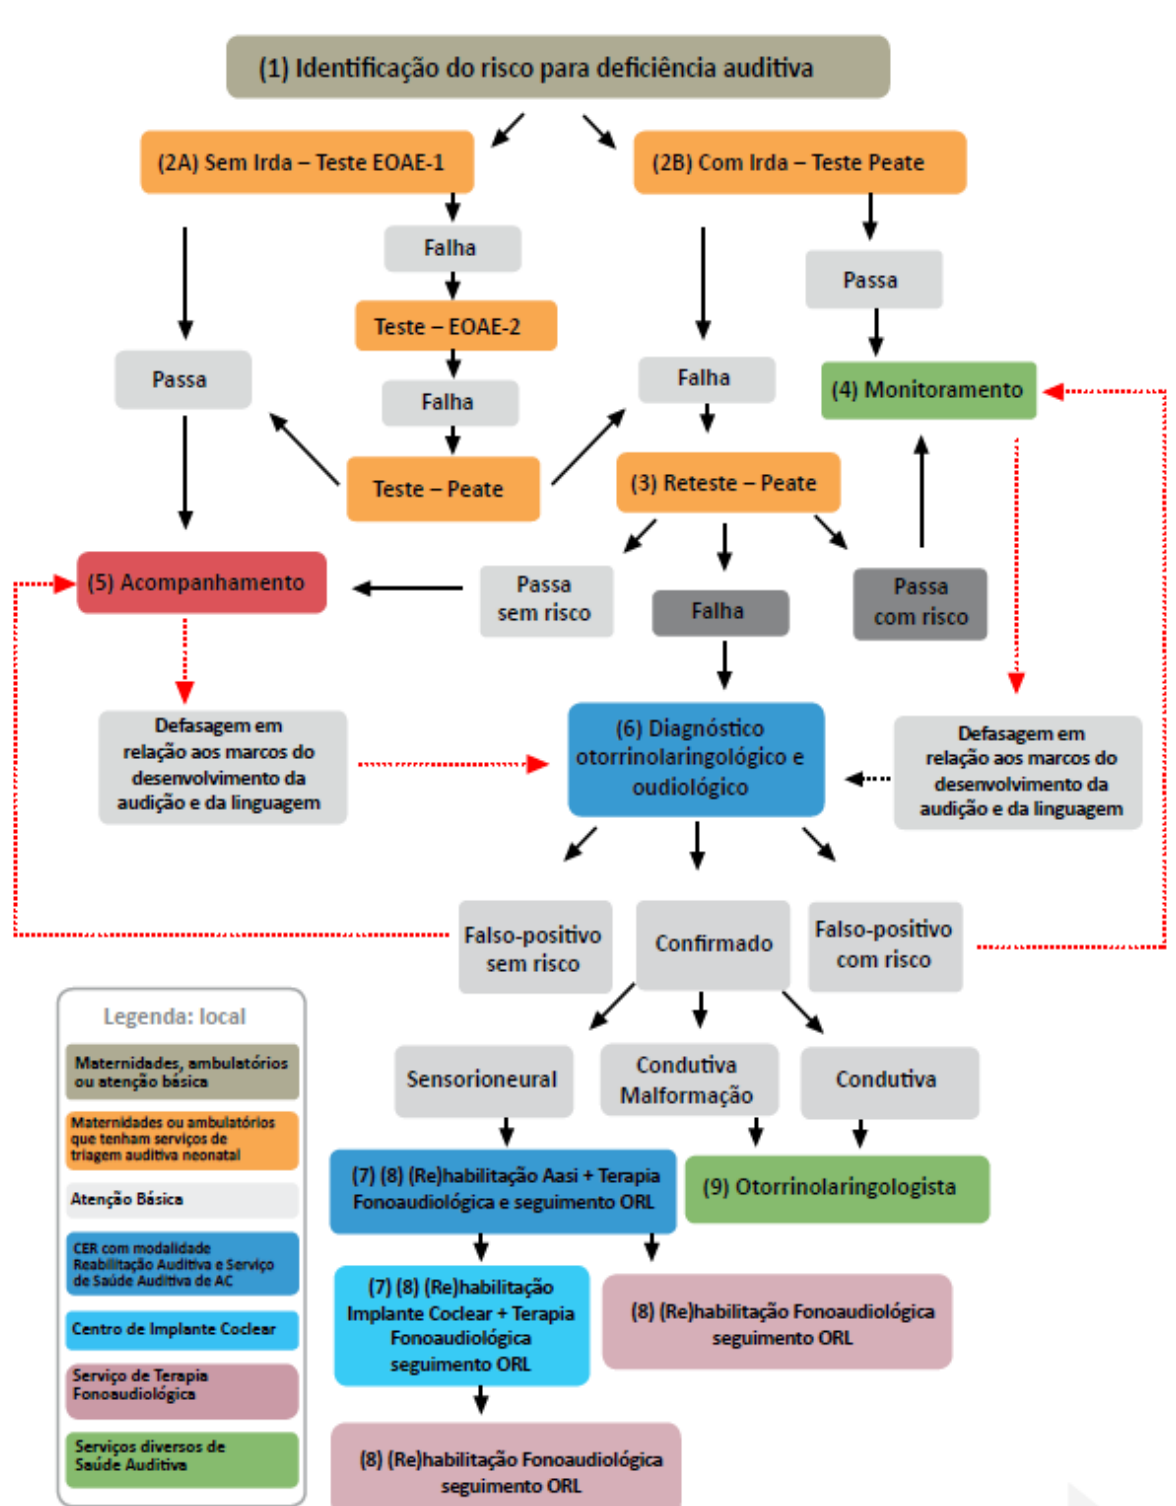 (1) Identificação do risco para deficiência auditiva
(2A) Sem Irda – Teste EOAE-1
(2B) Com Irda – Teste Peate
Falha
Passa
Teste – EOAE-2
Passa
Falha
Falha
(4) Monitoramento
Teste – Peate
(3) Reteste – Peate
(5) Acompanhamento
Passa
sem risco
Falha
Passa
com risco
Defasagem em
relação aos marcos do
desenvolvimento da
audição e da linguagem
(6) Diagnóstico
otorrinolaringológico e
oudiológico
Defasagem em
relação aos marcos do
desenvolvimento da
audição e da linguagem
Falso-positivo
sem risco
Confirmado
Falso-positivo
com risco
Sensorioneural
Condutiva
Malformação
Condutiva
(7) (8) (Re)habilitação Aasi + Terapia
Fonoaudiológica e seguimento ORL
(9) Otorrinolaringologista
(7) (8) (Re)habilitação
Implante Coclear + Terapia
Fonoaudiológica
seguimento ORL
(8) (Re)habilitação Fonoaudiológica
seguimento ORL
(8) (Re)habilitação Fonoaudiológica
seguimento ORL
Legenda: local
Maternidades, ambulatórios
ou atenção básica
Maternidades ou ambulatórios
que tenham serviços de
triagem auditiva neonatal
Atenção Básica
CER com modalidade
Reabilitação Auditiva e Serviço
de Saúde Auditiva de AC
Centro de Implante Coclear
Serviço de Terapia
Fonoaudiológica
Serviços diversos de
Saúde Auditiva